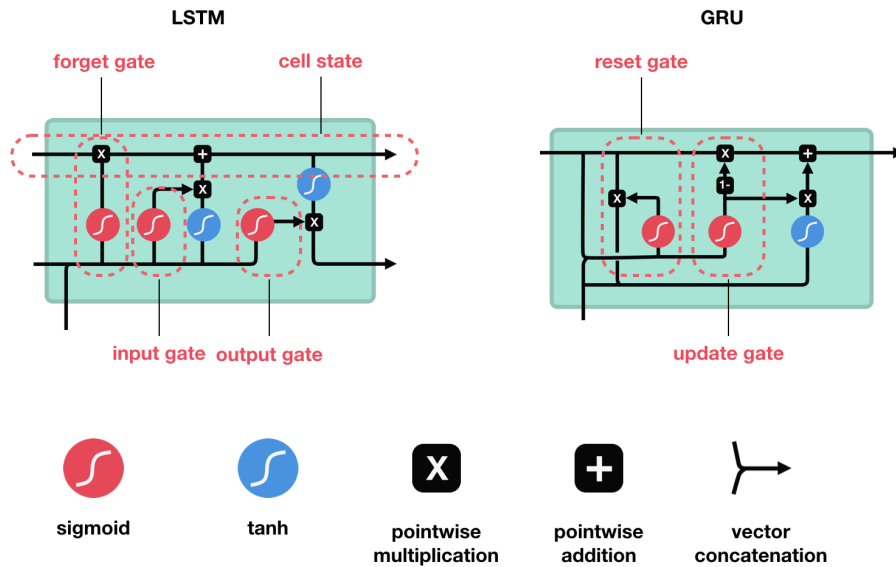 LSTM
GRU
forget gate
cell state
reset gate
X
+
X
+
X
1-
X
X
X
X
input gate
output gate
update gate
X
+
sigmoid
tanh
pointwise
multiplication
pointwise
addition
vector
concatenation